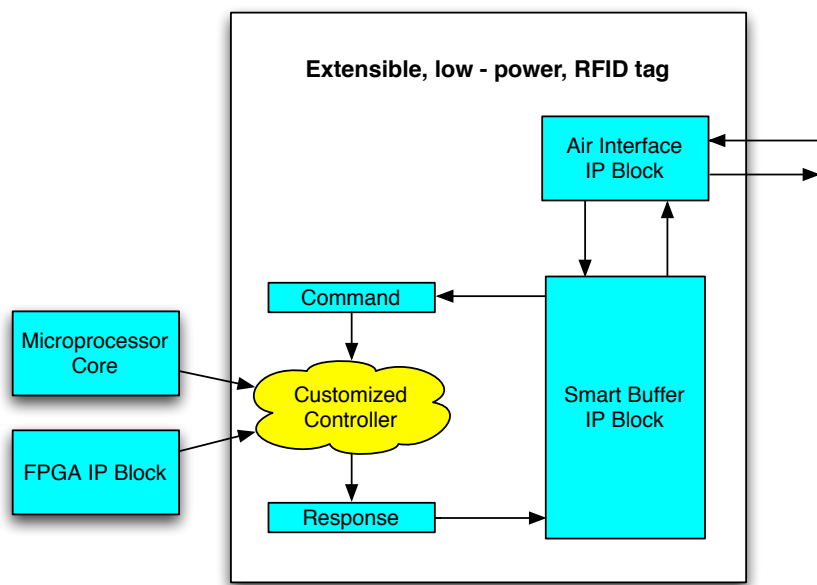 Extensible, low - power, RFID tag
Air Interface
IP Block
Command
Microprocessor
Core
Customized
Controller
Smart Buffer
IP Block
FPGA IP Block
Response